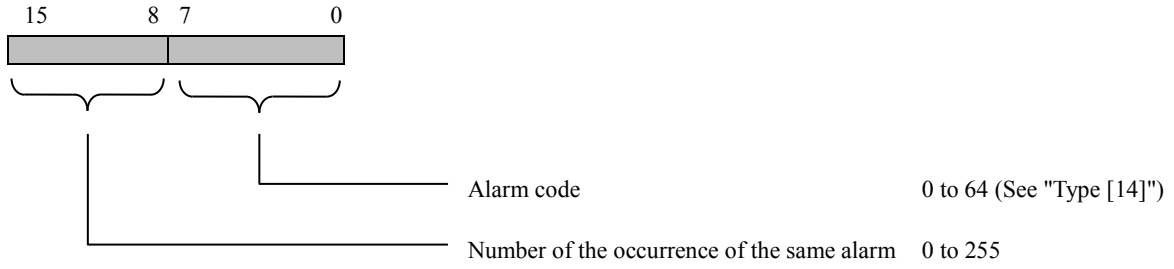 15 8 7 0
Alarm code 0 to 64 (See "Type [14]")
Number of the occurrence of the same alarm 0 to 255